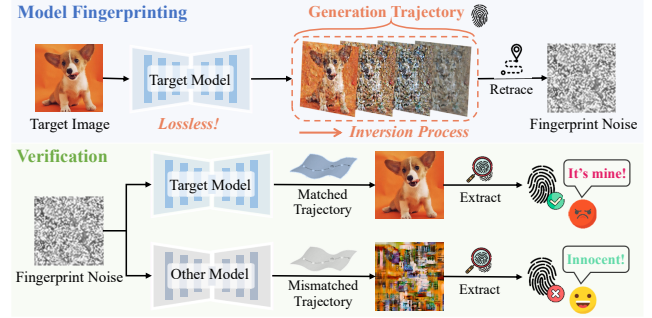 Model Fingerprinting
Generation Trajectory
Target Image
Target Model
Lossless!
Inversion Process
Retrace
Fingerprint Noise
Verification
Fingerprint Noise
Target Model
Matched
Trajectory
Extract
It's mine!
Other Model
Mismatched
Trajectory
Extract
Innocent!